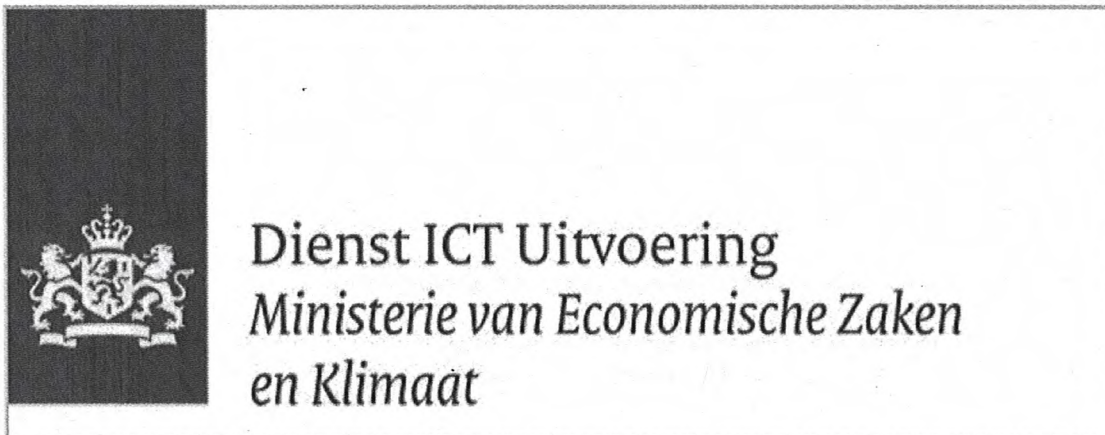 Dienst ICT Uitvoering
Ministerie van Economische Zaken
en Klimaat